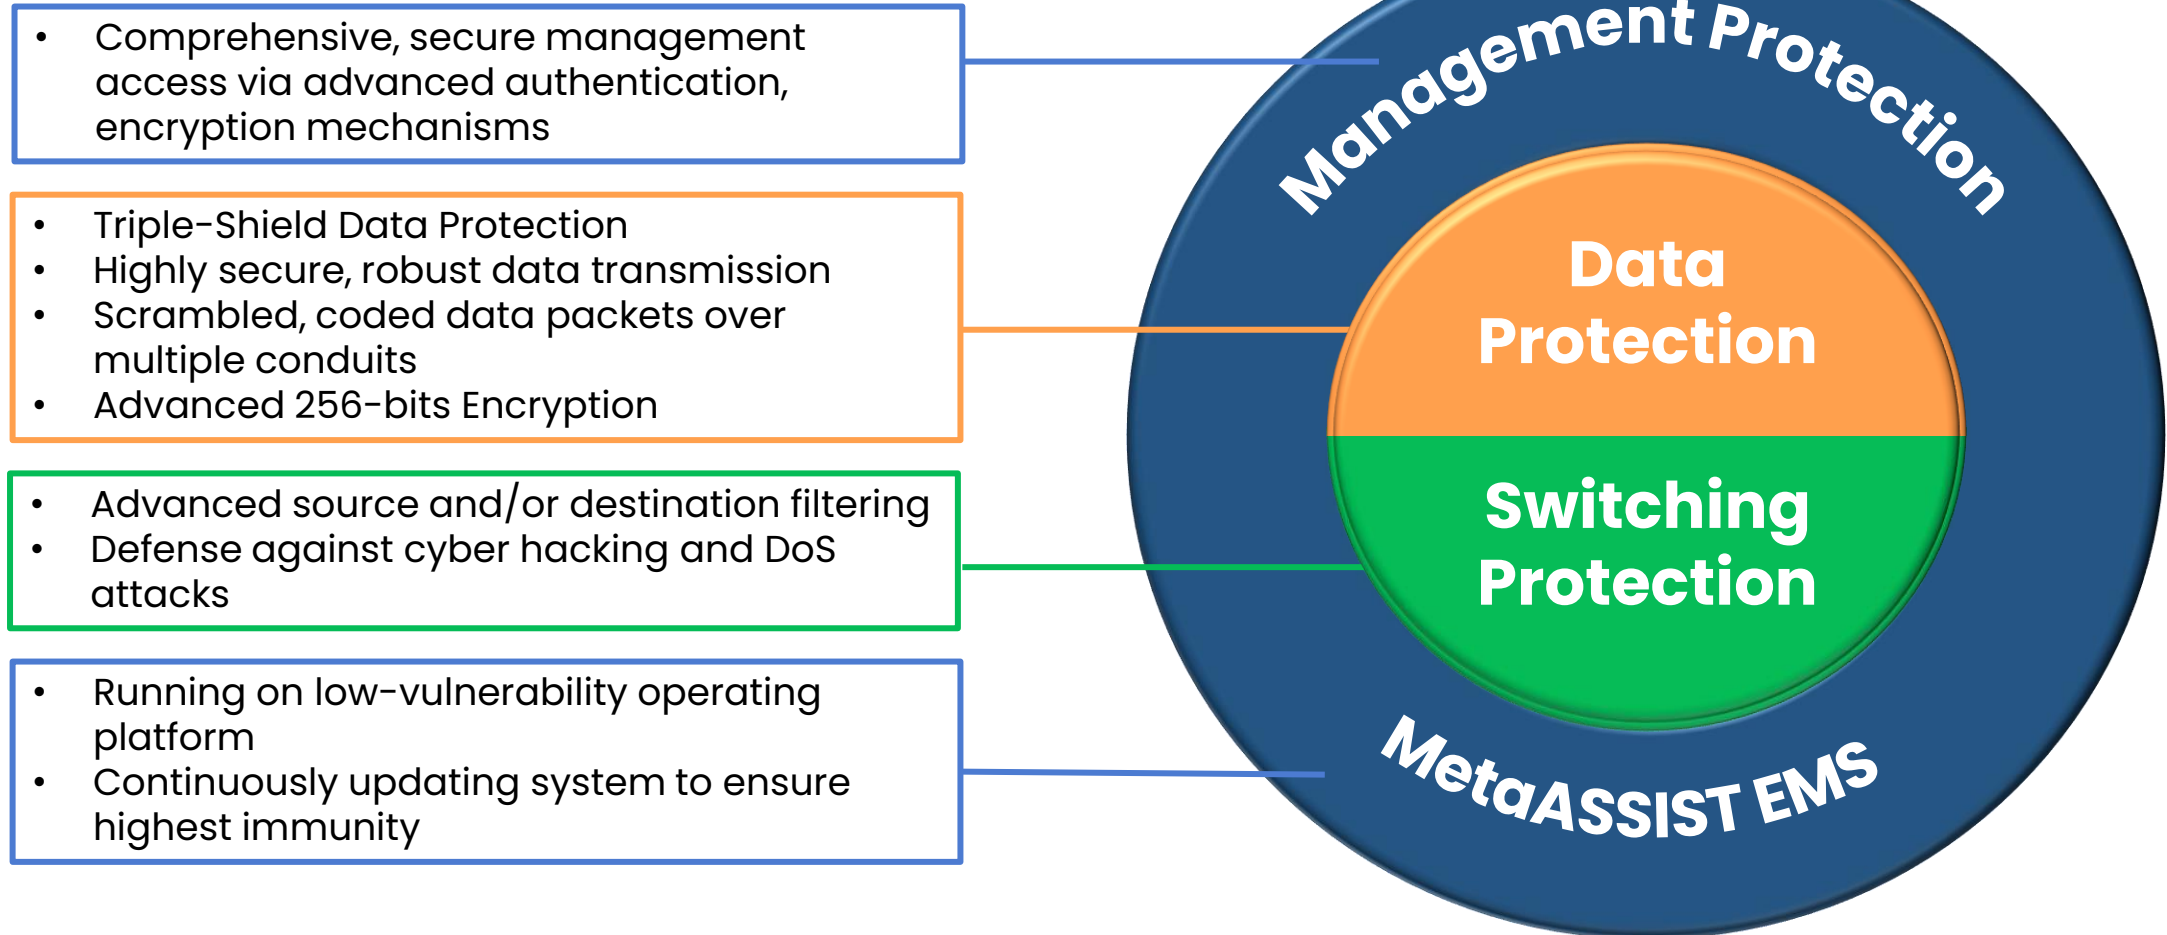 • Comprehensive, secure management
access via advanced authentication,
encryption mechanisms
• Triple-Shield Data Protection
• Highly secure, robust data transmission
• Scrambled, coded data packets over
multiple conduits
• Advanced 256-bits Encryption
• Advanced source and/or destination filtering
• Defense against cyber hacking and DoS
attacks
• Running on low-vulnerability operating
platform
• Continuously updating system to ensure
highest immunity
Management Protection
Data
Protection
Switching
Protection
MetaASSIST EMS